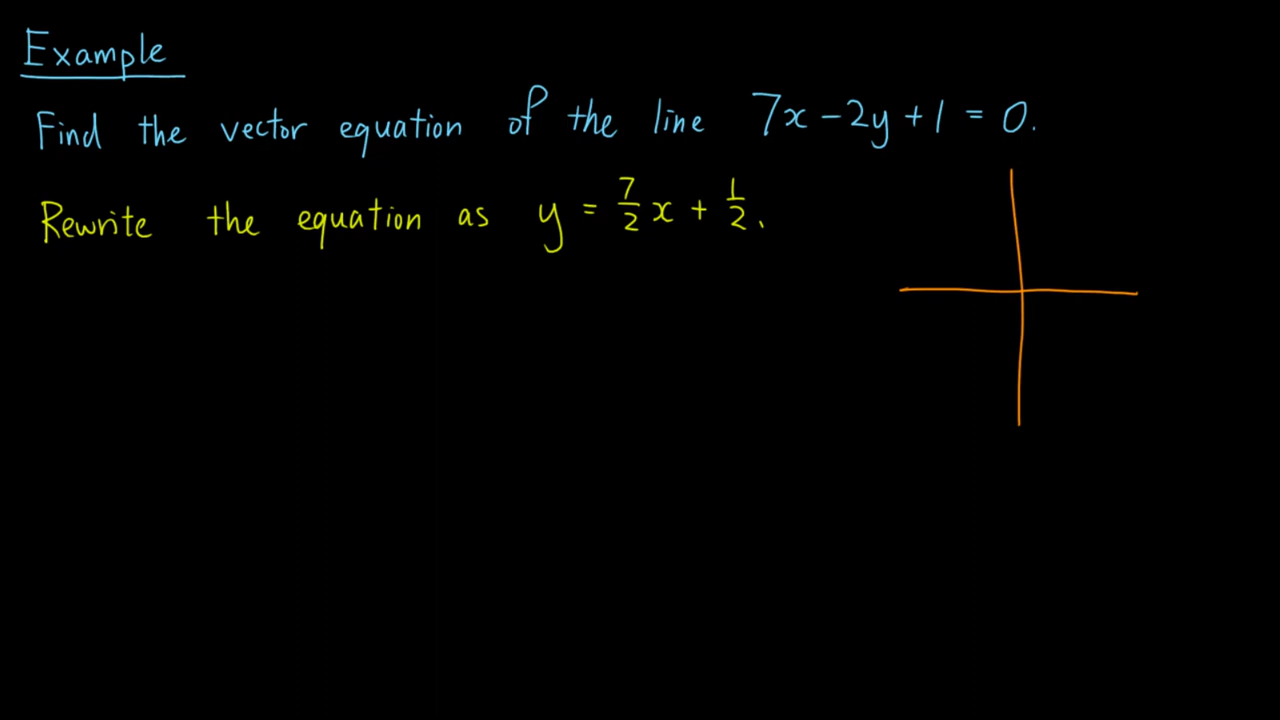 Example
Find the vector equation of the line 7x - 2y + 1 = 0.
Rewrite the equation as y = 7/2 x + 1/2.